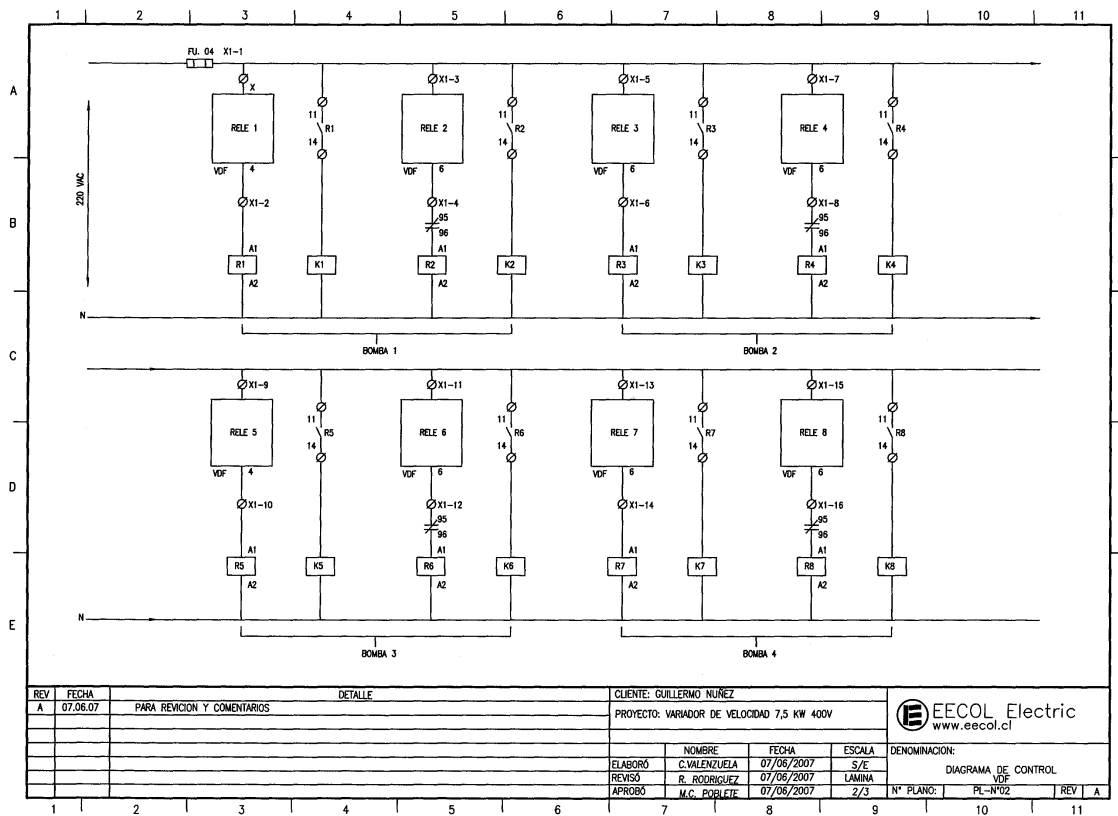 1 2 3 4 5 6 7 8 9 10 11
A
B
C
D
E
FU. 04 X1-1
X
X1-3
X1-5
X1-7
RELE 1
11
R1
14
RELE 2
11
R2
14
RELE 3
11
R3
14
RELE 4
11
R4
14
VDF 4
VDF 6
VDF 6
VDF 6
220 VAC
X1-2
X1-4
X1-6
X1-8
95
96
95
96
A1
R1
A2
K1
A1
R2
A2
K2
A1
R3
A2
K3
A1
R4
A2
K4
N
BOMBA 1
BOMBA 2
X1-9
X1-11
X1-13
X1-15
RELE 5
11
R5
14
RELE 6
11
R6
14
RELE 7
11
R7
14
RELE 8
11
R8
14
VDF 4
VDF 6
VDF 6
VDF 6
X1-10
X1-12
X1-14
X1-16
95
96
95
96
A1
R5
A2
K5
A1
R6
A2
K6
A1
R7
A2
K7
A1
R8
A2
K8
N
BOMBA 3
BOMBA 4
REV FECHA DETALLE
A 07.06.07 PARA REVICION Y COMENTARIOS
CLIENTE: GUILLERMO NUÑEZ
PROYECTO: VARIADOR DE VELOCIDAD 7,5 KW 400V
E EECOL Electric
www.eecol.cl
NOMBRE FECHA ESCALA
ELABORÓ C.VALENZUELA 07/06/2007 S/E
REVISÓ R. RODRIGUEZ 07/06/2007 LAMINA
APROBÓ M.C. POBLETE 07/06/2007 2/3
DENOMINACION:
DIAGRAMA DE CONTROL
VDF
N° PLANO: PL-N°02 REV A
1 2 3 4 5 6 7 8 9 10 11